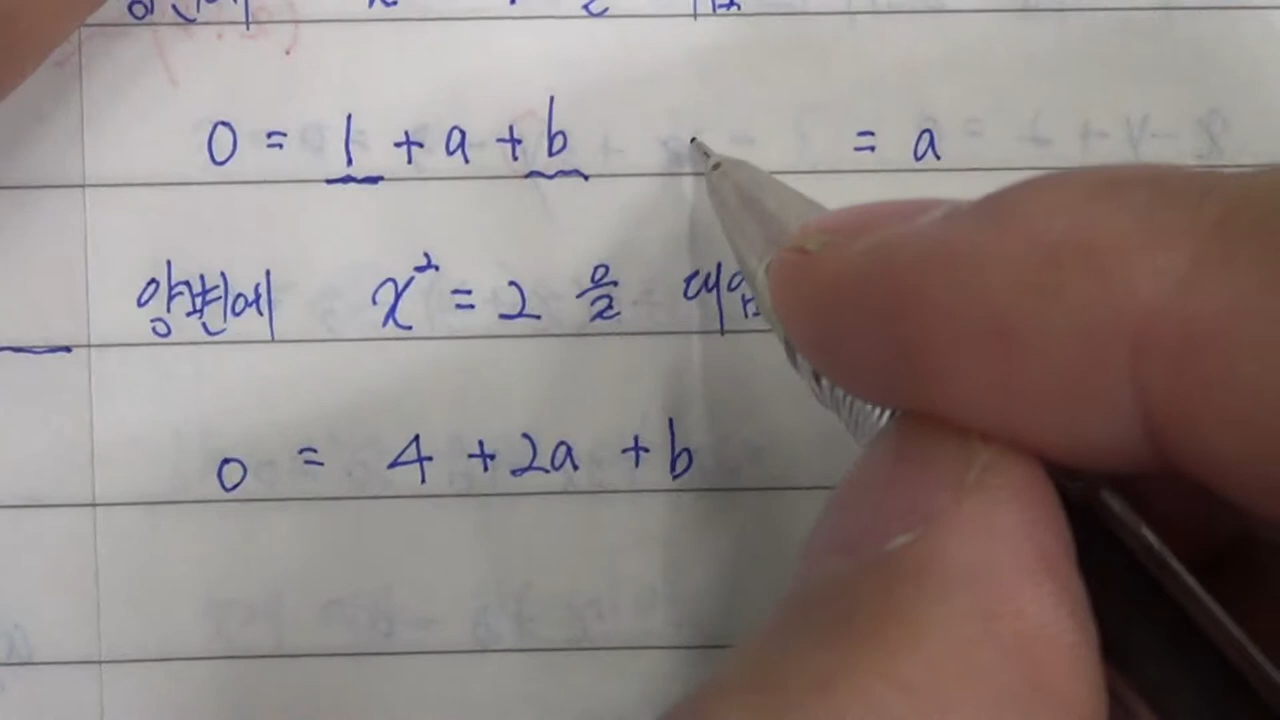 0 = 1 + a + b = a
양변에 x² = 2 을 대입
0 = 4 + 2a + b